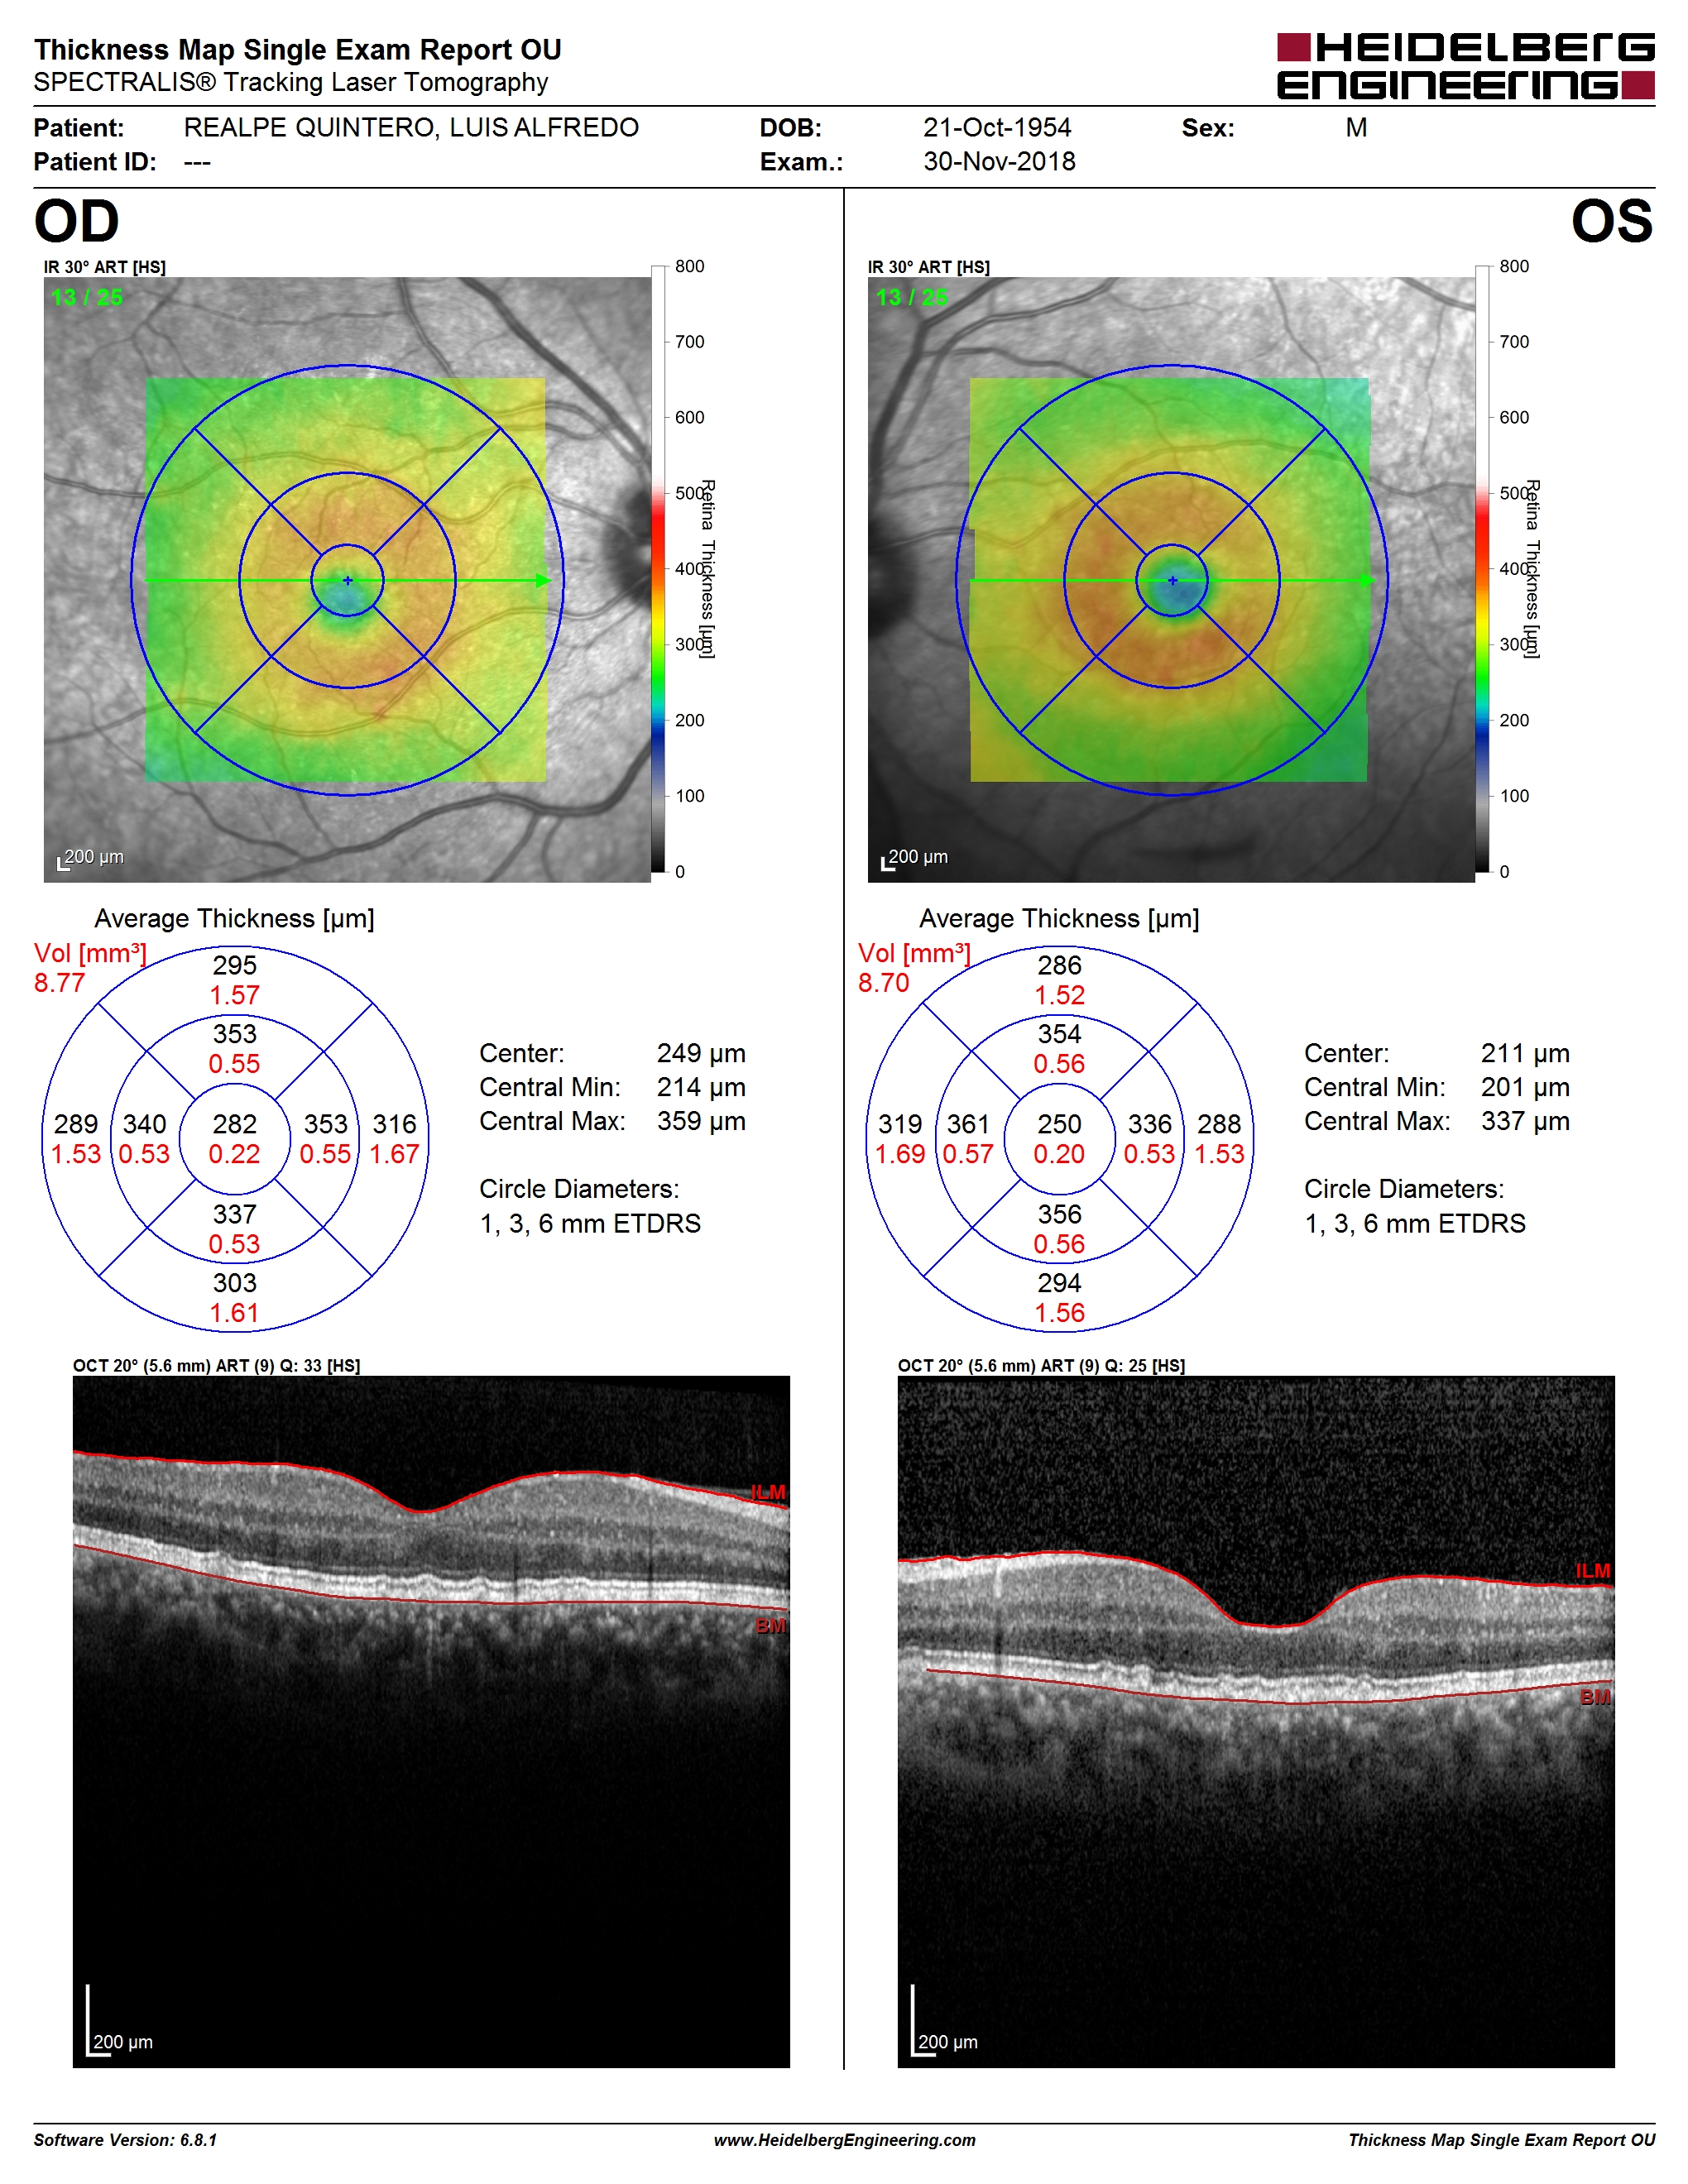 Thickness Map Single Exam Report OU
SPECTRALIS® Tracking Laser Tomography
HEIDELBERG
ENGINEERING
Patient: REALPE QUINTERO, LUIS ALFREDO DOB: 21-Oct-1954 Sex: M
Patient ID: --- Exam.: 30-Nov-2018
OD
IR 30° ART [HS]
13 / 25
800
700
600
500
400
300
200
100
0
Retina Thickness [µm]
200 µm
Average Thickness [µm]
Vol [mm³]
8.77
295
1.57
353
0.55
289 340 282 353 316
1.53 0.53 0.22 0.55 1.67
337
0.53
303
1.61
Center: 249 µm
Central Min: 214 µm
Central Max: 359 µm
Circle Diameters:
1, 3, 6 mm ETDRS
OCT 20° (5.6 mm) ART (9) Q: 33 [HS]
ILM
BM
200 µm
OS
IR 30° ART [HS]
13 / 25
800
700
600
500
400
300
200
100
0
Retina Thickness [µm]
200 µm
Average Thickness [µm]
Vol [mm³]
8.70
286
1.52
354
0.56
319 361 250 336 288
1.69 0.57 0.20 0.53 1.53
356
0.56
294
1.56
Center: 211 µm
Central Min: 201 µm
Central Max: 337 µm
Circle Diameters:
1, 3, 6 mm ETDRS
OCT 20° (5.6 mm) ART (9) Q: 25 [HS]
ILM
BM
200 µm
Software Version: 6.8.1 www.HeidelbergEngineering.com Thickness Map Single Exam Report OU